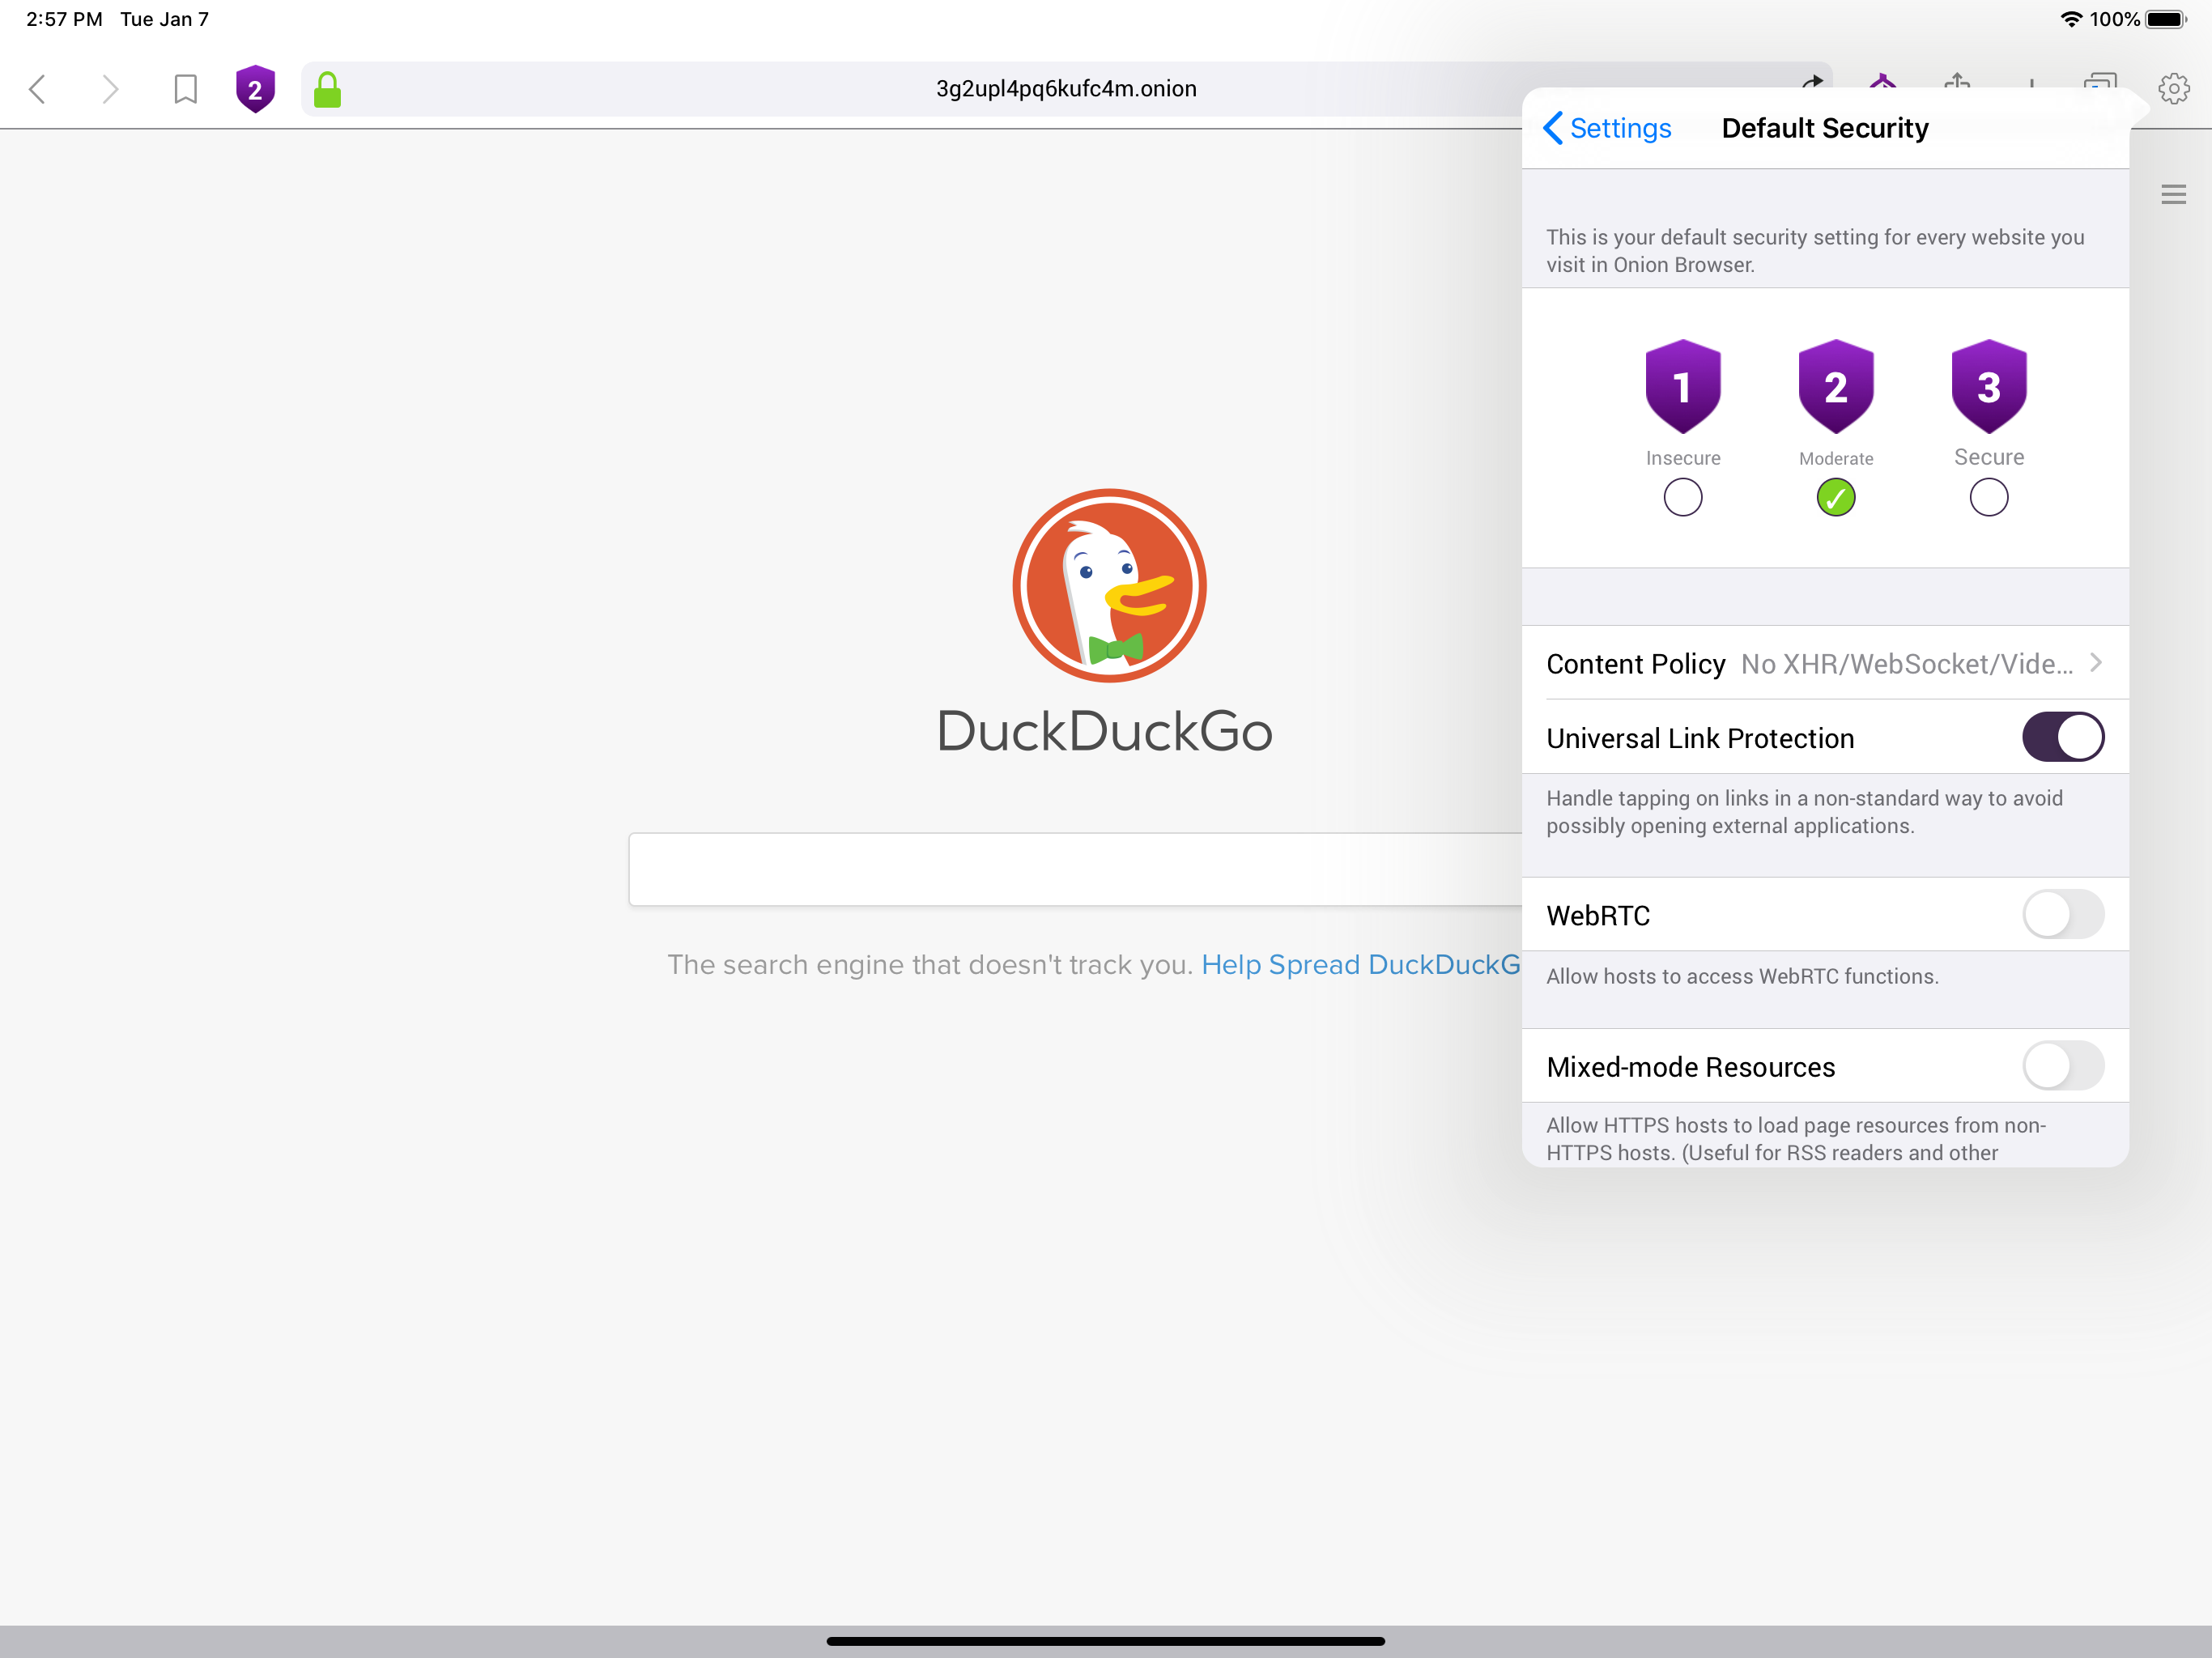 2:57 PM Tue Jan 7
100%
2
3g2upl4pq6kufc4m.onion
Settings
Default Security
This is your default security setting for every website you
visit in Onion Browser.
1
2
3
Insecure
Moderate
Secure
Content Policy No XHR/WebSocket/Vide...
Universal Link Protection
Handle tapping on links in a non-standard way to avoid
possibly opening external applications.
WebRTC
Allow hosts to access WebRTC functions.
Mixed-mode Resources
Allow HTTPS hosts to load page resources from non-
HTTPS hosts. (Useful for RSS readers and other
DuckDuckGo
The search engine that doesn't track you. Help Spread DuckDuckG